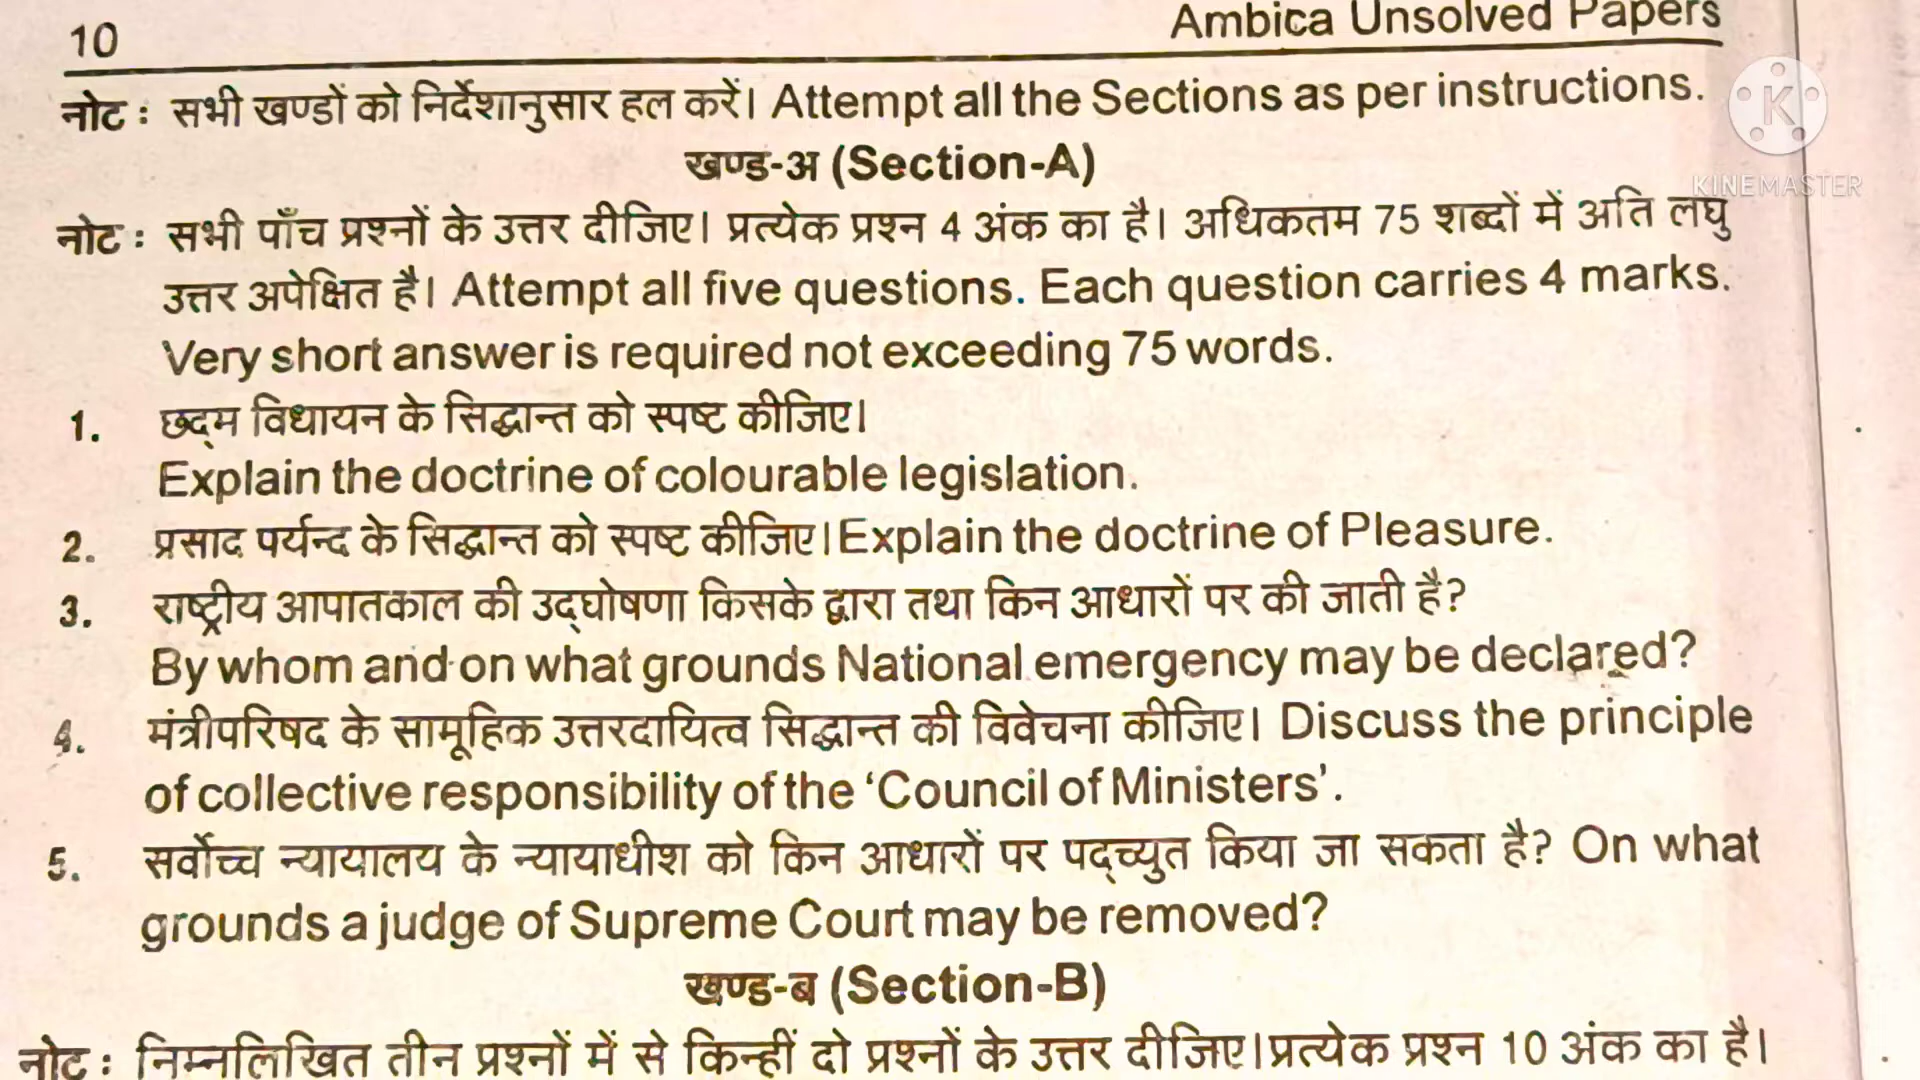 10
Ambica Unsolved Papers
नोट : सभी खण्डों को निर्देशानुसार हल करें। Attempt all the Sections as per instructions.
KINEMASTER
खण्ड-अ (Section-A)
नोट : सभी पाँच प्रश्नों के उत्तर दीजिए। प्रत्येक प्रश्न 4 अंक का है। अधिकतम 75 शब्दों में अति लघु
उत्तर अपेक्षित है। Attempt all five questions. Each question carries 4 marks.
Very short answer is required not exceeding 75 words.
1. छद्म विधायन के सिद्धान्त को स्पष्ट कीजिए।
Explain the doctrine of colourable legislation.
2. प्रसाद पर्यन्द के सिद्धान्त को स्पष्ट कीजिए। Explain the doctrine of Pleasure.
3. राष्ट्रीय आपातकाल की उद्घोषणा किसके द्वारा तथा किन आधारों पर की जाती है?
By whom and on what grounds National emergency may be declared?
4. मंत्रीपरिषद के सामूहिक उत्तरदायित्व सिद्धान्त की विवेचना कीजिए। Discuss the principle
of collective responsibility of the ‘Council of Ministers’.
5. सर्वोच्च न्यायालय के न्यायाधीश को किन आधारों पर पद्च्युत किया जा सकता है? On what
grounds a judge of Supreme Court may be removed?
खण्ड-ब (Section-B)
नोट : निम्नलिखित तीन प्रश्नों में से किन्हीं दो प्रश्नों के उत्तर दीजिए। प्रत्येक प्रश्न 10 अंक का है।